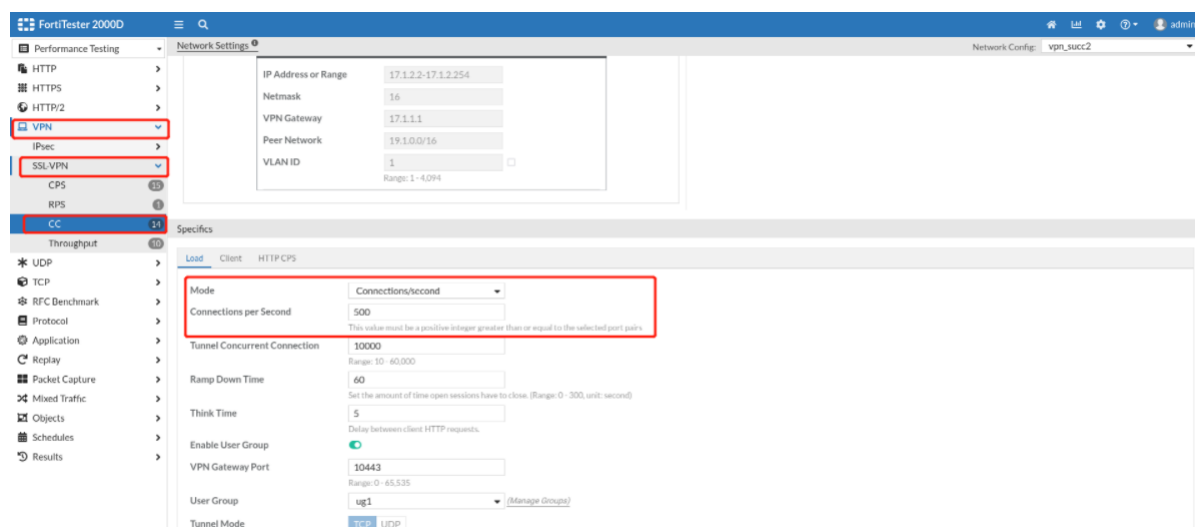 FortiTester 2000D
admin
Performance Testing
Network Settings
Network Config: vpn_succ2
HTTP
HTTPS
HTTP/2
VPN
IPsec
SSL-VPN
CPS 15
RPS 1
CC 14
Throughput 10
UDP
TCP
RFC Benchmark
Protocol
Application
Replay
Packet Capture
Mixed Traffic
Objects
Schedules
Results
IP Address or Range 17.1.2.2-17.1.2.254
Netmask 16
VPN Gateway 17.1.1.1
Peer Network 19.1.0.0/16
VLAN ID 1
Range: 1 - 4,094
Specifics
Load Client HTTP CPS
Mode Connections/second
Connections per Second 500
This value must be a positive integer greater than or equal to the selected port pairs
Tunnel Concurrent Connection 10000
Range: 10 - 60,000
Ramp Down Time 60
Set the amount of time open sessions have to close. (Range: 0 - 300, unit: second)
Think Time 5
Delay between client HTTP requests.
Enable User Group
VPN Gateway Port 10443
Range: 0 - 65,535
User Group ug1 (Manage Groups)
Tunnel Mode TCP UDP